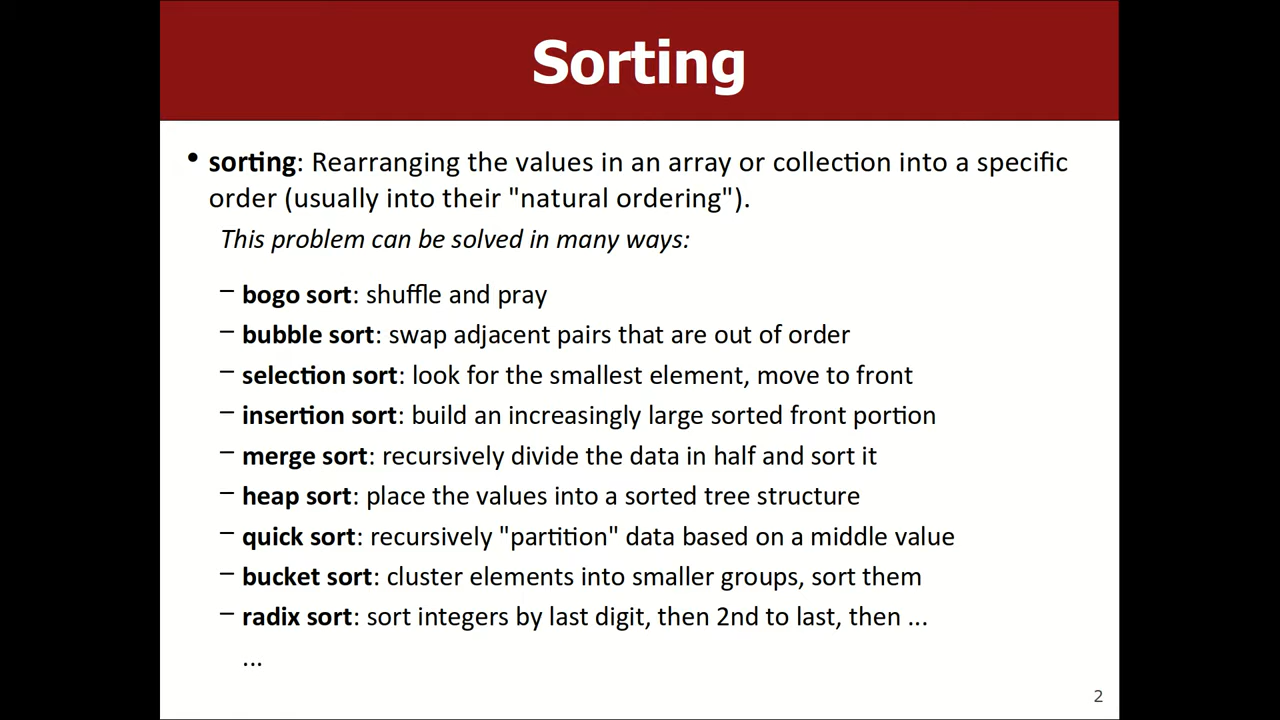 Sorting
• sorting: Rearranging the values in an array or collection into a specific
order (usually into their "natural ordering").
This problem can be solved in many ways:
– bogo sort: shuffle and pray
– bubble sort: swap adjacent pairs that are out of order
– selection sort: look for the smallest element, move to front
– insertion sort: build an increasingly large sorted front portion
– merge sort: recursively divide the data in half and sort it
– heap sort: place the values into a sorted tree structure
– quick sort: recursively "partition" data based on a middle value
– bucket sort: cluster elements into smaller groups, sort them
– radix sort: sort integers by last digit, then 2nd to last, then ...
...
2